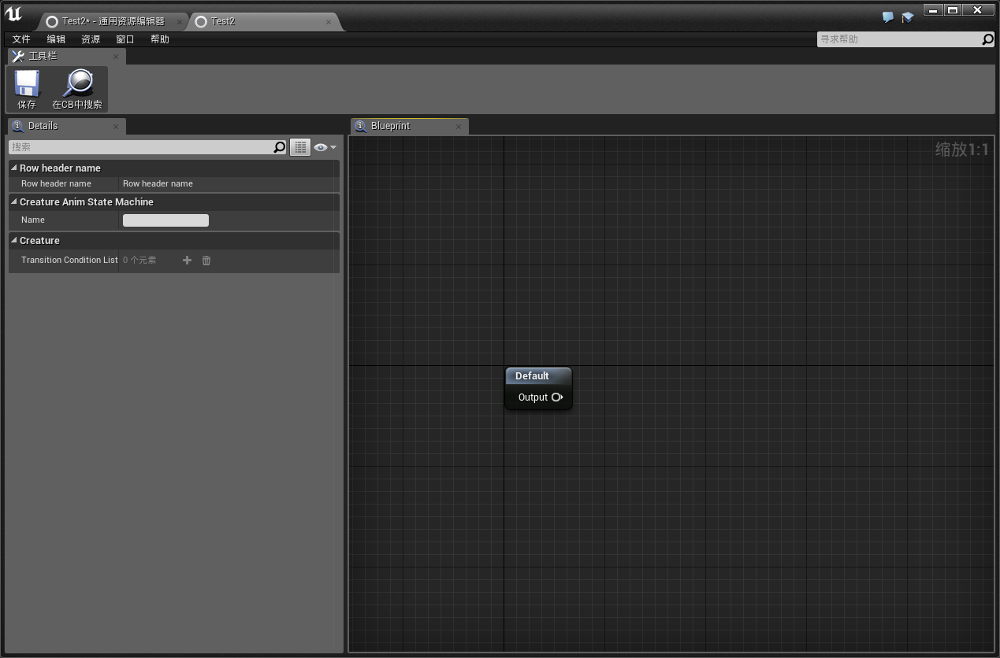 Test2* - 通用资源编辑器
Test2
文件 编辑 资源 窗口 帮助
寻求帮助
工具栏
保存 在CB中搜索
Details
Blueprint
搜索
缩放1:1
Row header name
Row header name Row header name
Creature Anim State Machine
Name
Creature
Transition Condition List 0 个元素
Default
Output